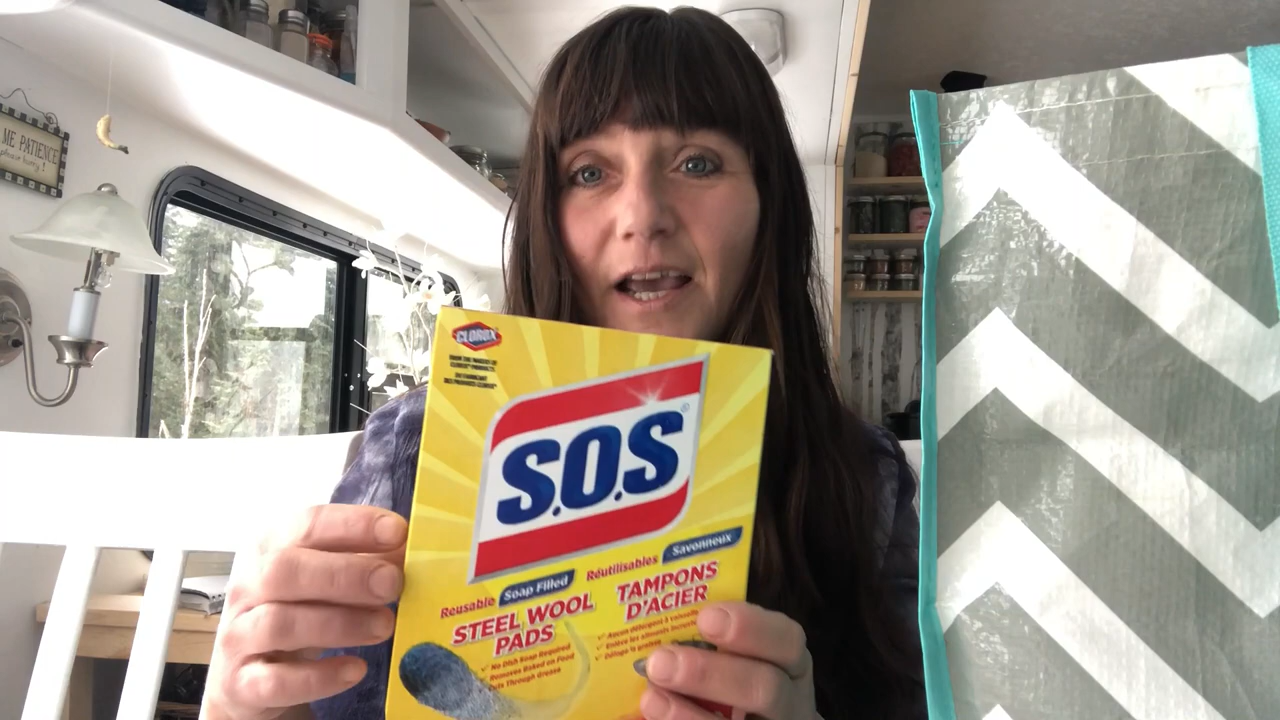 ME PATIENCE
CLOROX
S.O.S®
Reusable Soap Filled
STEEL WOOL
PADS
✓ No Dish Soap Required
✓ Removes Baked on Food
Cuts Through Grease
Réutilisables Savonneux
TAMPONS
D'ACIER